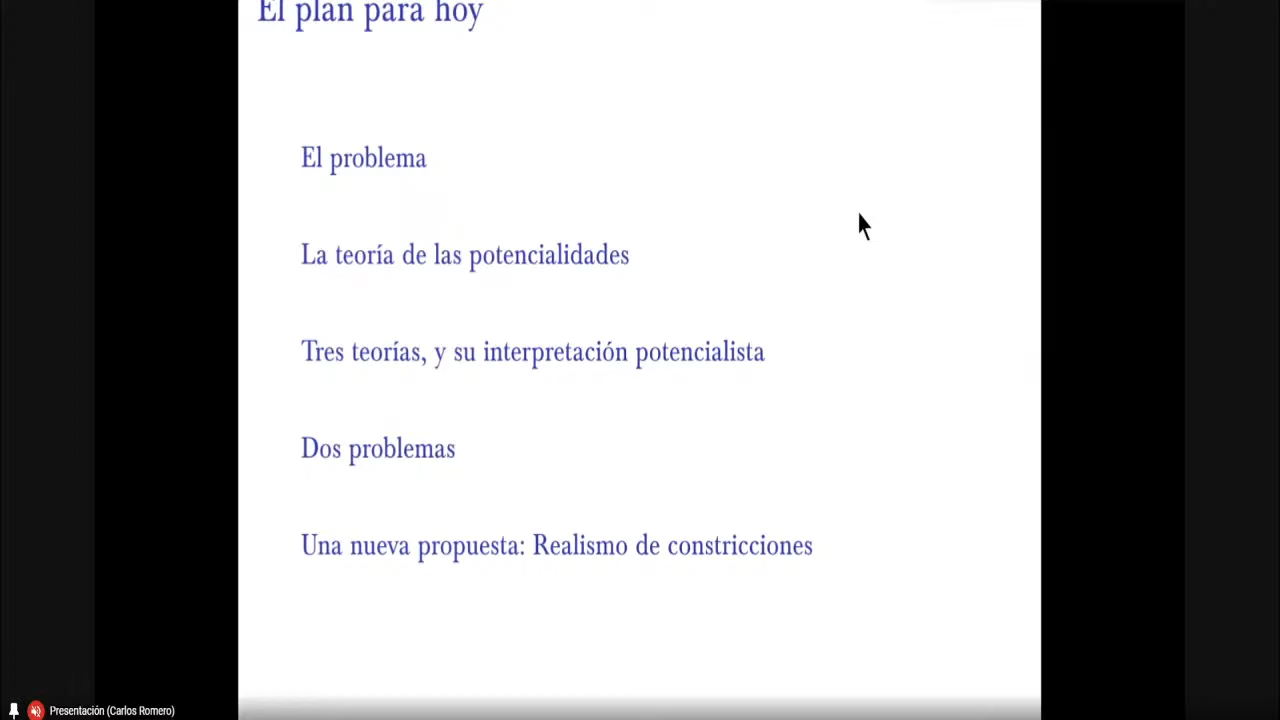 El plan para hoy
El problema
La teoría de las potencialidades
Tres teorías, y su interpretación potencialista
Dos problemas
Una nueva propuesta: Realismo de constricciones
Presentación (Carlos Romero)